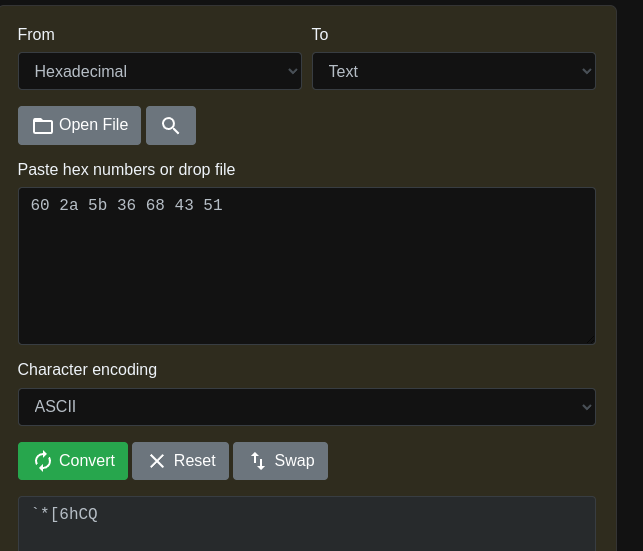 From To
Hexadecimal Text
Open File
Paste hex numbers or drop file
60 2a 5b 36 68 43 51
Character encoding
ASCII
Convert Reset Swap
`*[6hCQ